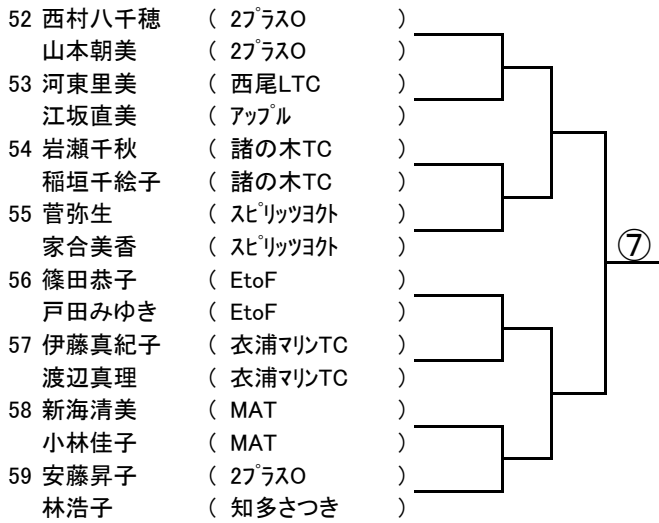 52 西村八千穂 ( 2プラスO )
山本朝美 ( 2プラスO )
53 河東里美 ( 西尾LTC )
江坂直美 ( アップル )
54 岩瀬千秋 ( 諸の木TC )
稲垣千絵子 ( 諸の木TC )
55 菅弥生 ( スピリッツヨクト )
家合美香 ( スピリッツヨクト )
⑦
56 篠田恭子 ( EtoF )
戸田みゆき ( EtoF )
57 伊藤真紀子 ( 衣浦マリンTC )
渡辺真理 ( 衣浦マリンTC )
58 新海清美 ( MAT )
小林佳子 ( MAT )
59 安藤昇子 ( 2プラスO )
林浩子 ( 知多さつき )